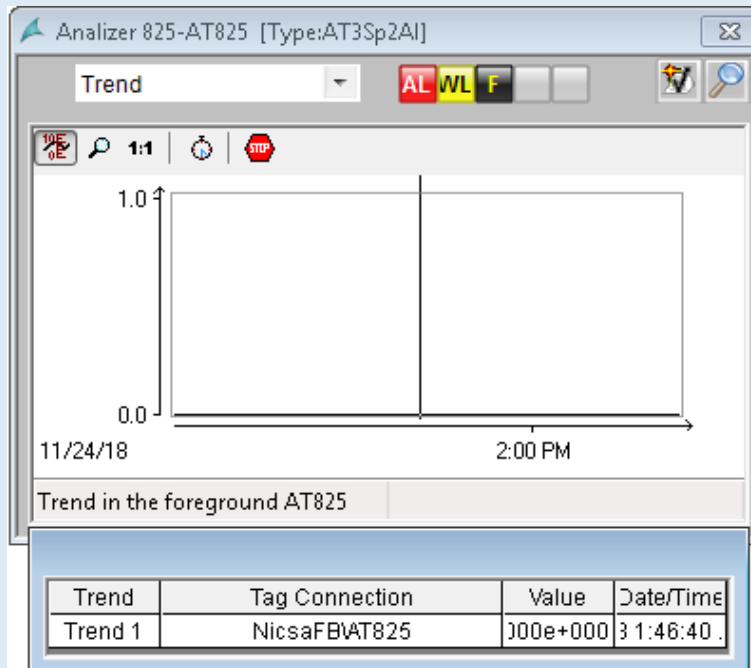 Analizer 825-AT825 [Type:AT3Sp2AI]
Trend AL WL F
1:1 STOP
1.0
0.0
11/24/18 2:00 PM
Trend in the foreground AT825
Trend Tag Connection Value Date/Time
Trend 1 NicsaFB\AT825 000e+000 1:46:40